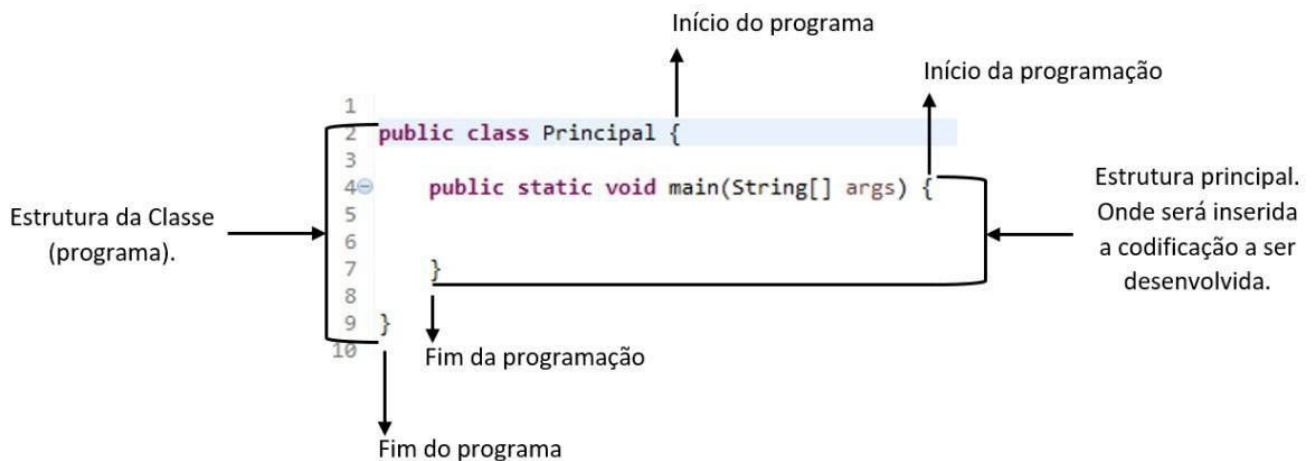 Início do programa
Início da programação
1
2 public class Principal {
3
4 public static void main(String[] args) {
5
6
7 }
8
9 }
10
Estrutura da Classe
(programa).
Estrutura principal.
Onde será inserida
a codificação a ser
desenvolvida.
Fim da programação
Fim do programa